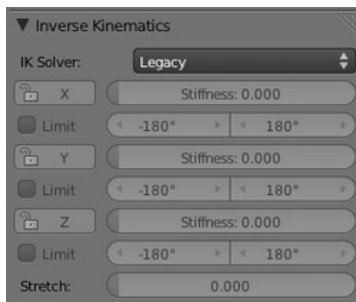 Inverse Kinematics
IK Solver: Legacy
X Stiffness: 0.000
Limit -180° 180°
Y Stiffness: 0.000
Limit -180° 180°
Z Stiffness: 0.000
Limit -180° 180°
Stretch: 0.000